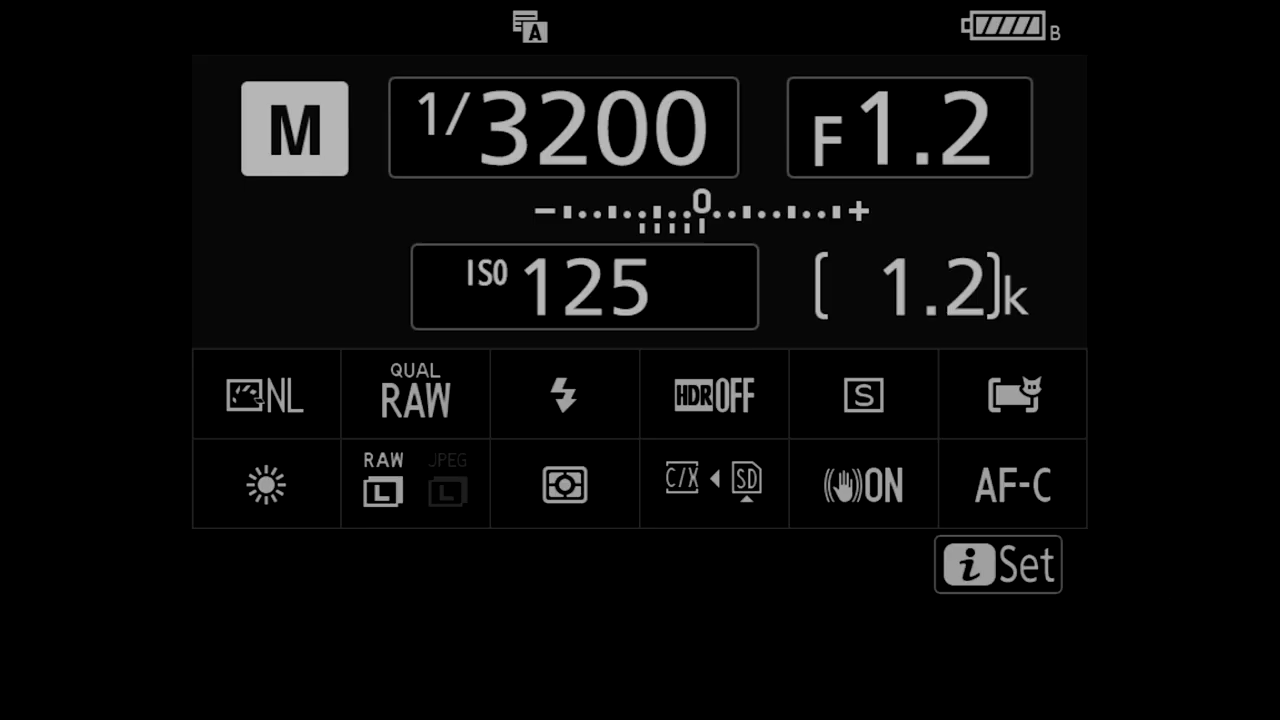 A
B
M 1/3200 F1.2
− 0 +
ISO 125 [ 1.2]k
NL QUAL RAW HDR OFF S
RAW L JPEG L C/X SD ON AF-C
i Set